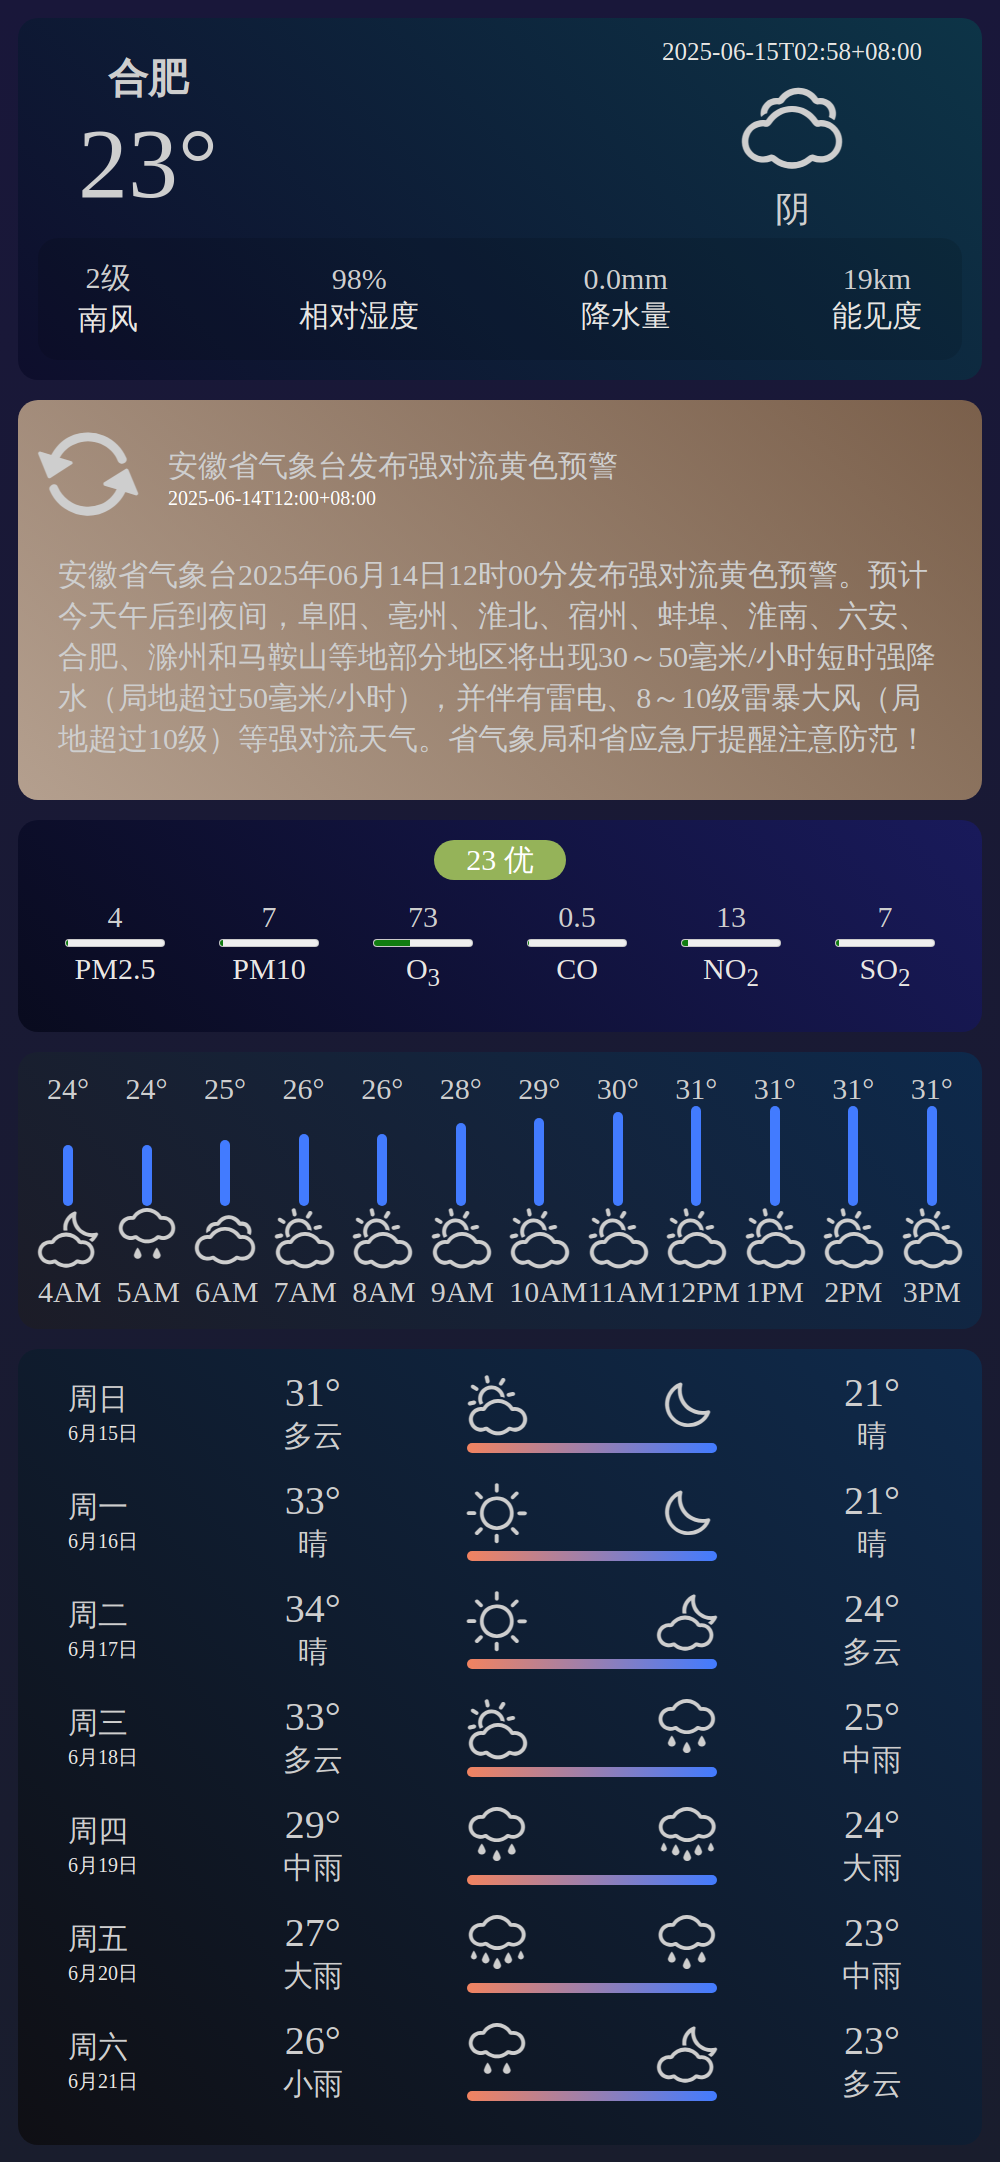 合肥
23°
2025-06-15T02:58+08:00
阴
2级
南风
98%
相对湿度
0.0mm
降水量
19km
能见度
安徽省气象台发布强对流黄色预警
2025-06-14T12:00+08:00
安徽省气象台2025年06月14日12时00分发布强对流黄色预警。预计
今天午后到夜间，阜阳、亳州、淮北、宿州、蚌埠、淮南、六安、
合肥、滁州和马鞍山等地部分地区将出现30～50毫米/小时短时强降
水（局地超过50毫米/小时），并伴有雷电、8～10级雷暴大风（局
地超过10级）等强对流天气。省气象局和省应急厅提醒注意防范！
23 优
4 7 73 0.5 13 7
PM2.5 PM10 O3 CO NO2 SO2
24° 24° 25° 26° 26° 28° 29° 30° 31° 31° 31° 31°
4AM 5AM 6AM 7AM 8AM 9AM 10AM 11AM 12PM 1PM 2PM 3PM
周日 31° 21°
6月15日 多云 晴
周一 33° 21°
6月16日 晴 晴
周二 34° 24°
6月17日 晴 多云
周三 33° 25°
6月18日 多云 中雨
周四 29° 24°
6月19日 中雨 大雨
周五 27° 23°
6月20日 大雨 中雨
周六 26° 23°
6月21日 小雨 多云